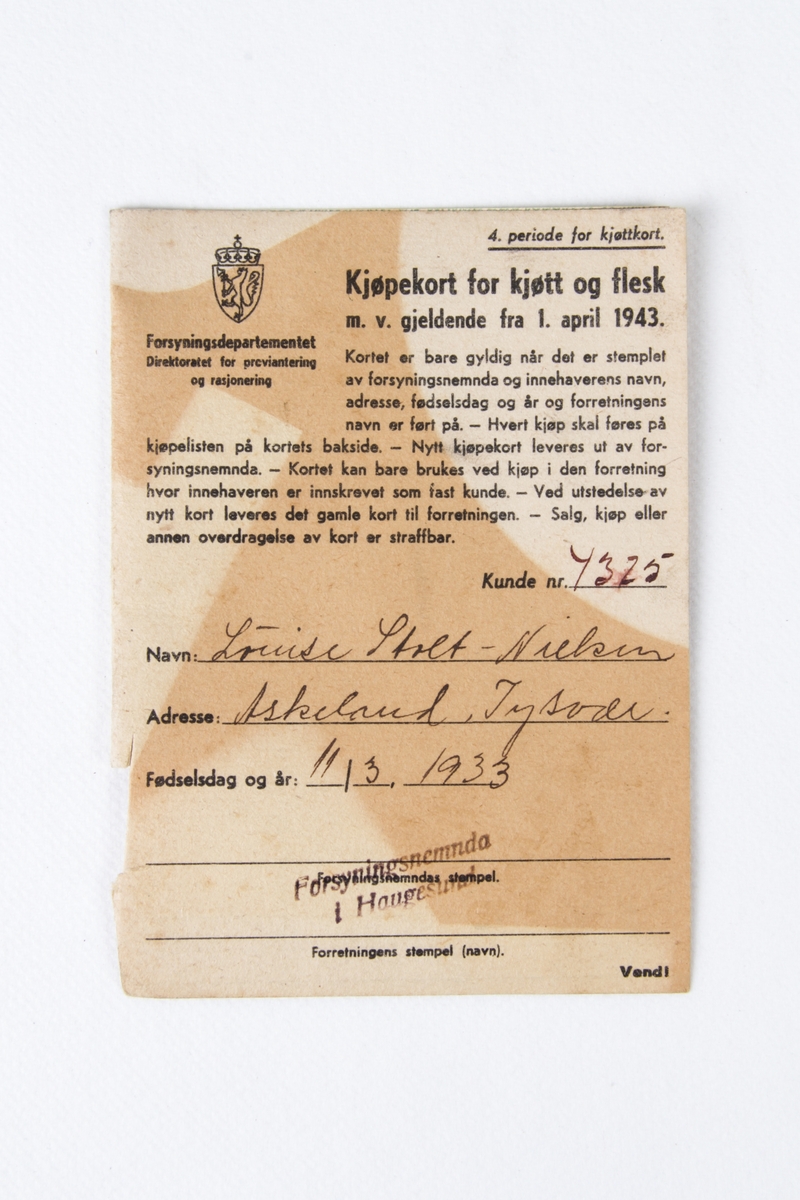 4. periode for kjøttkort.
Kjøpekort for kjøtt og flesk
m. v. gjeldende fra 1. april 1943.
Forsyningsdepartementet
Direktoratet for proviantering
og rasjonering
Kortet er bare gyldig når det er stemplet
av forsyningsnemnda og innehaverens navn,
adresse, fødselsdag og år og forretningens
navn er ført på. — Hvert kjøp skal føres på
kjøpelisten på kortets bakside. — Nytt kjøpekort leveres ut av for-
syningsnemnda. — Kortet kan bare brukes ved kjøp i den forretning
hvor innehaveren er innskrevet som fast kunde. — Ved utstedelse av
nytt kort leveres det gamle kort til forretningen. — Salg, kjøp eller
annen overdragelse av kort er straffbar.
Kunde nr. 4325
Navn: Louise Stolt-Nielsen
Adresse: Askeland, Tysvær.
Fødselsdag og år: 11/3. 1933
Forsyningsnemnda
i Haugesund
Forsyningsnemndas stempel.
Forretningens stempel (navn).
Vend!